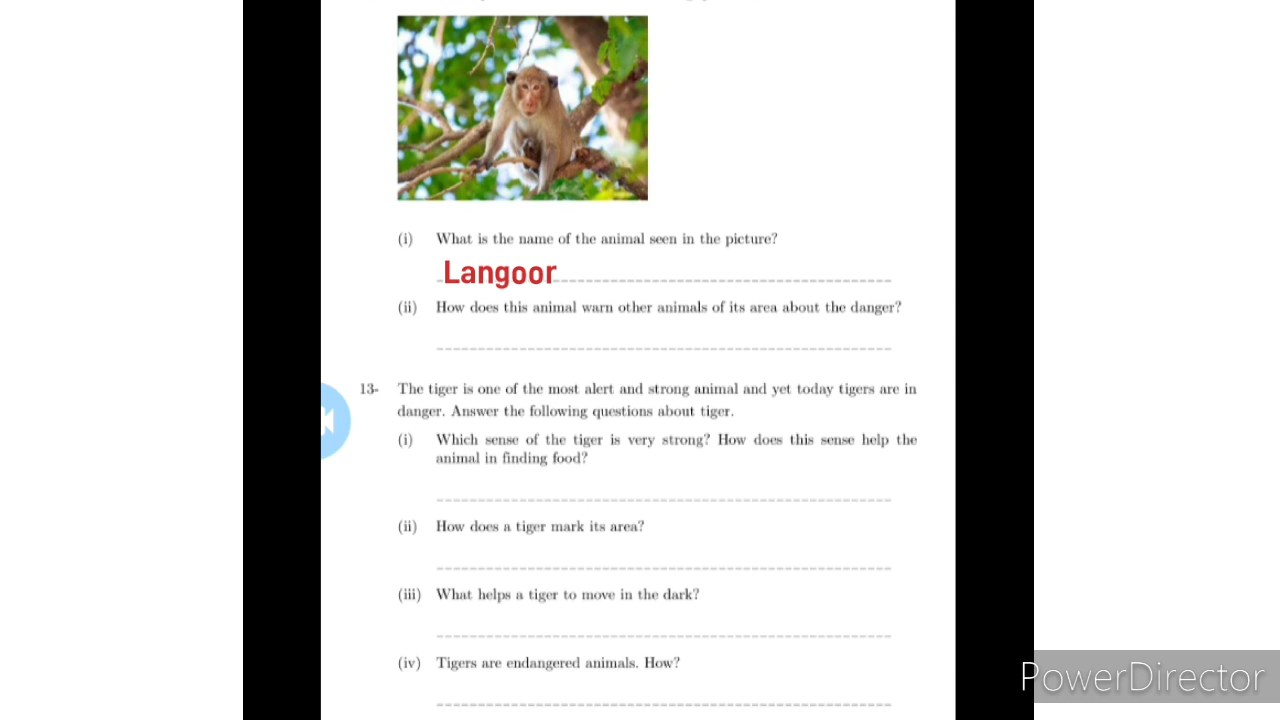 (i) What is the name of the animal seen in the picture?
Langoor
(ii) How does this animal warn other animals of its area about the danger?
13- The tiger is one of the most alert and strong animal and yet today tigers are in
danger. Answer the following questions about tiger.
(i) Which sense of the tiger is very strong? How does this sense help the
animal in finding food?
(ii) How does a tiger mark its area?
(iii) What helps a tiger to move in the dark?
(iv) Tigers are endangered animals. How?
PowerDirector